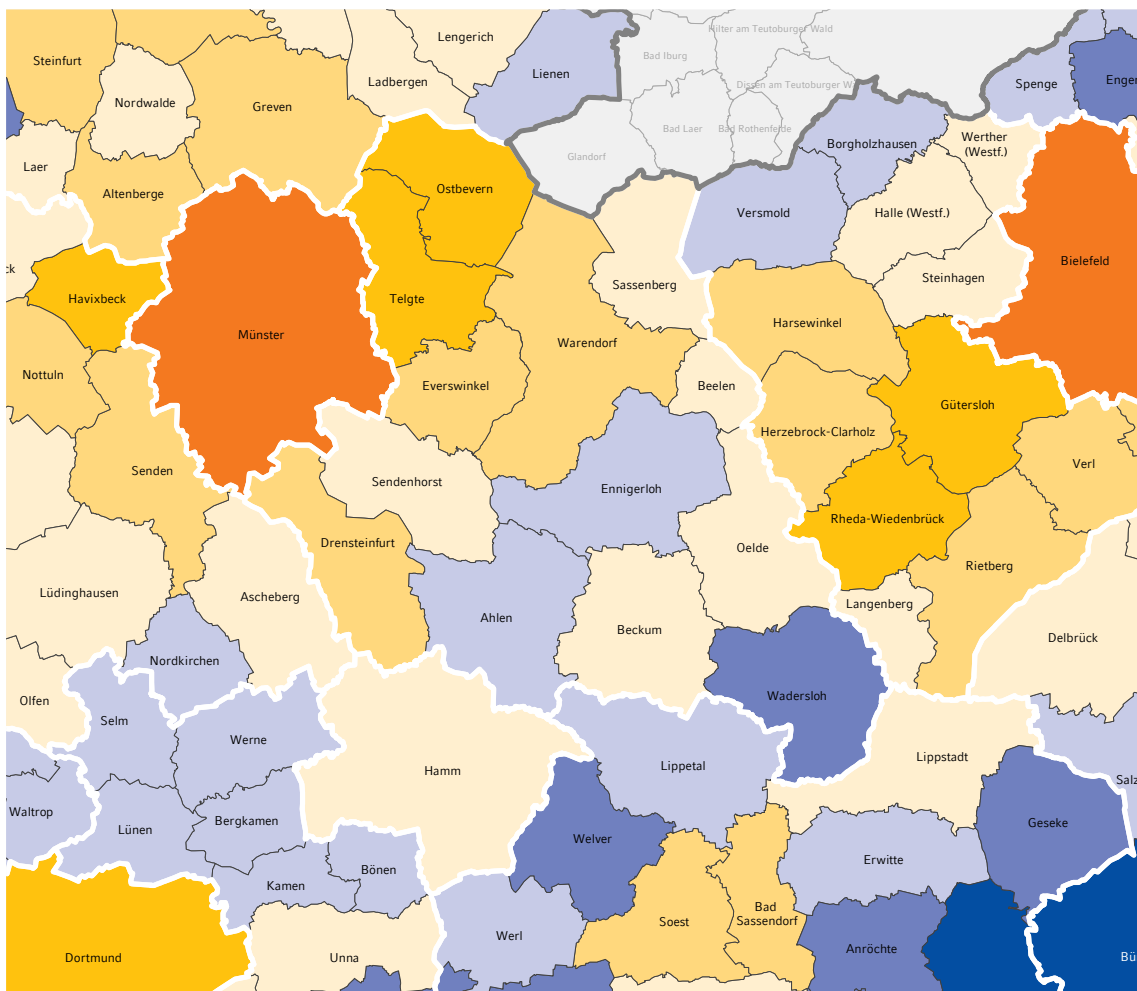 Lengerich
Hilter am Teutoburger Wald
Bad Iburg
Steinfurt
Ladbergen
Lienen
Spenge
Enger
Dissen am Teutoburger W
Nordwalde
Greven
Bad Laer
Bad Rothenfelde
Borgholzhausen
Werther
(Westf.)
Glandorf
Laer
Altenberge
Ostbevern
Versmold
Halle (Westf.)
Bielefeld
ck
Havixbeck
Telgte
Sassenberg
Steinhagen
Münster
Warendorf
Harsewinkel
Nottuln
Everswinkel
Beelen
Gütersloh
Herzebrock-Clarholz
Senden
Sendenhorst
Ennigerloh
Verl
Rheda-Wiedenbrück
Drensteinfurt
Oelde
Rietberg
Lüdinghausen
Ascheberg
Langenberg
Ahlen
Beckum
Delbrück
Nordkirchen
Olfen
Selm
Wadersloh
Werne
Hamm
Lippetal
Lippstadt
Salz
Waltrop
Lünen
Bergkamen
Welver
Geseke
Bönen
Erwitte
Kamen
Bad
Sassendorf
Soest
Werl
Anröchte
Dortmund
Unna
Bü